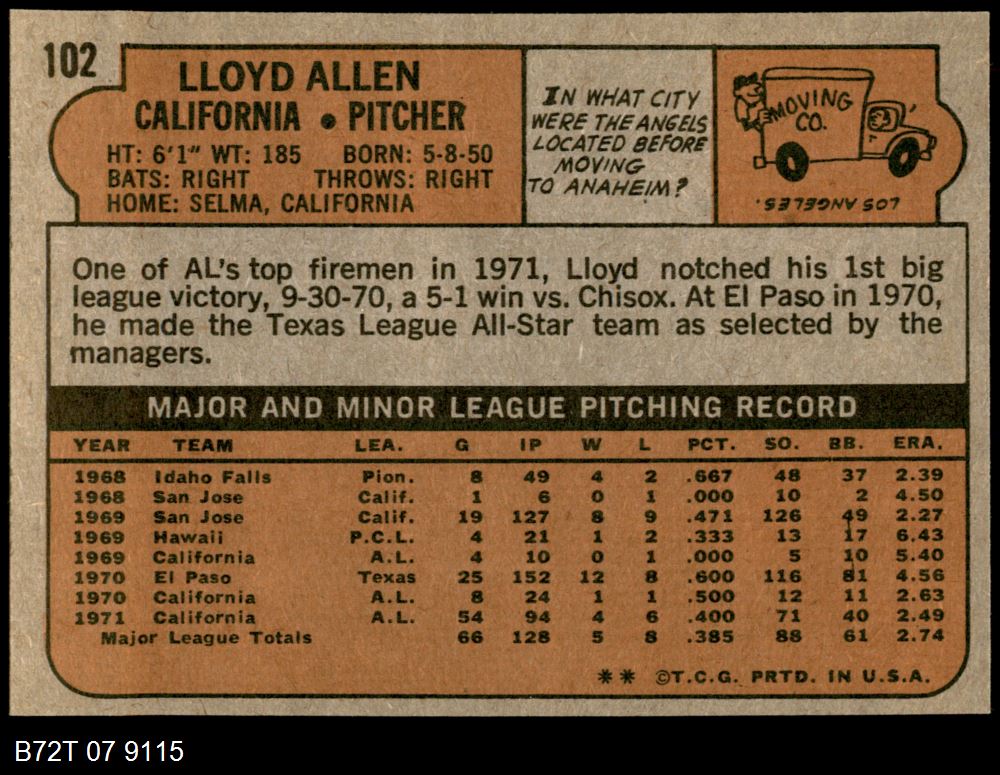 102
LLOYD ALLEN
CALIFORNIA • PITCHER
HT: 6'1" WT: 185 BORN: 5-8-50
BATS: RIGHT THROWS: RIGHT
HOME: SELMA, CALIFORNIA
IN WHAT CITY
WERE THE ANGELS
LOCATED BEFORE
MOVING
TO ANAHEIM?
MOVING
CO.
LOS ANGELES.
One of AL's top firemen in 1971, Lloyd notched his 1st big
league victory, 9-30-70, a 5-1 win vs. Chisox. At El Paso in 1970,
he made the Texas League All-Star team as selected by the
managers.
MAJOR AND MINOR LEAGUE PITCHING RECORD
YEAR TEAM LEA. G IP W L PCT. SO. BB. ERA.
1968 Idaho Falls Pion. 8 49 4 2 .667 48 37 2.39
1968 San Jose Calif. 1 6 0 1 .000 10 2 4.50
1969 San Jose Calif. 19 127 8 9 .471 126 49 2.27
1969 Hawaii P.C.L. 4 21 1 2 .333 13 17 6.43
1969 California A.L. 4 10 0 1 .000 5 10 5.40
1970 El Paso Texas 25 152 12 8 .600 116 81 4.56
1970 California A.L. 8 24 1 1 .500 12 11 2.63
1971 California A.L. 54 94 4 6 .400 71 40 2.49
Major League Totals 66 128 5 8 .385 88 61 2.74
** ©T.C.G. PRTD. IN U.S.A.
B72T 07 9115